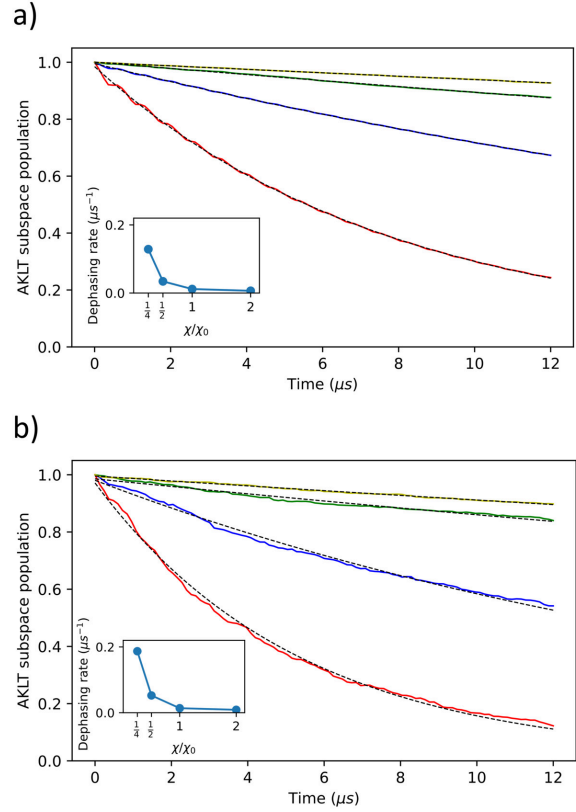 a)
1.0
0.8
0.6
0.4
0.2
0.0
AKLT subspace population
0.2
0.0
Dephasing rate (μs⁻¹)
1/4 1/2 1 2
χ/χ₀
0 2 4 6 8 10 12
Time (μs)
b)
1.0
0.8
0.6
0.4
0.2
0.0
AKLT subspace population
0.2
0.0
Dephasing rate (μs⁻¹)
1/4 1/2 1 2
χ/χ₀
0 2 4 6 8 10 12
Time (μs)